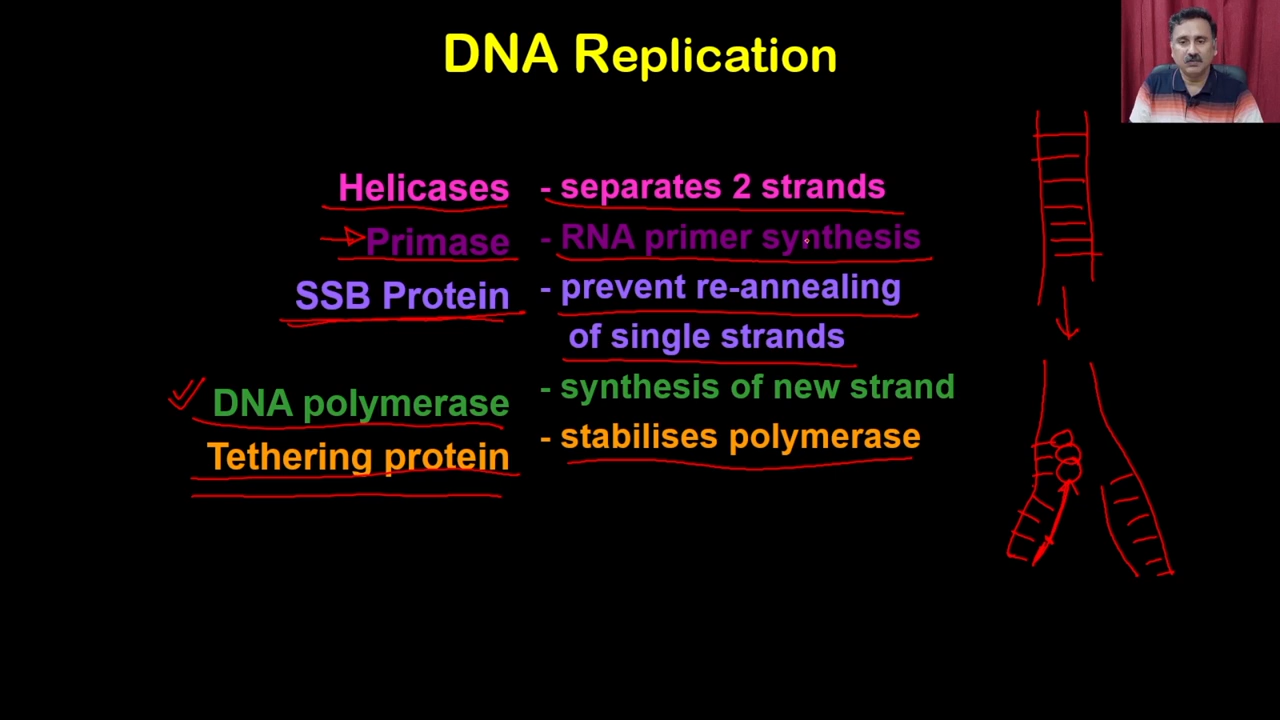 DNA Replication
Helicases - separates 2 strands
Primase - RNA primer synthesis
SSB Protein - prevent re-annealing
of single strands
DNA polymerase - synthesis of new strand
Tethering protein - stabilises polymerase